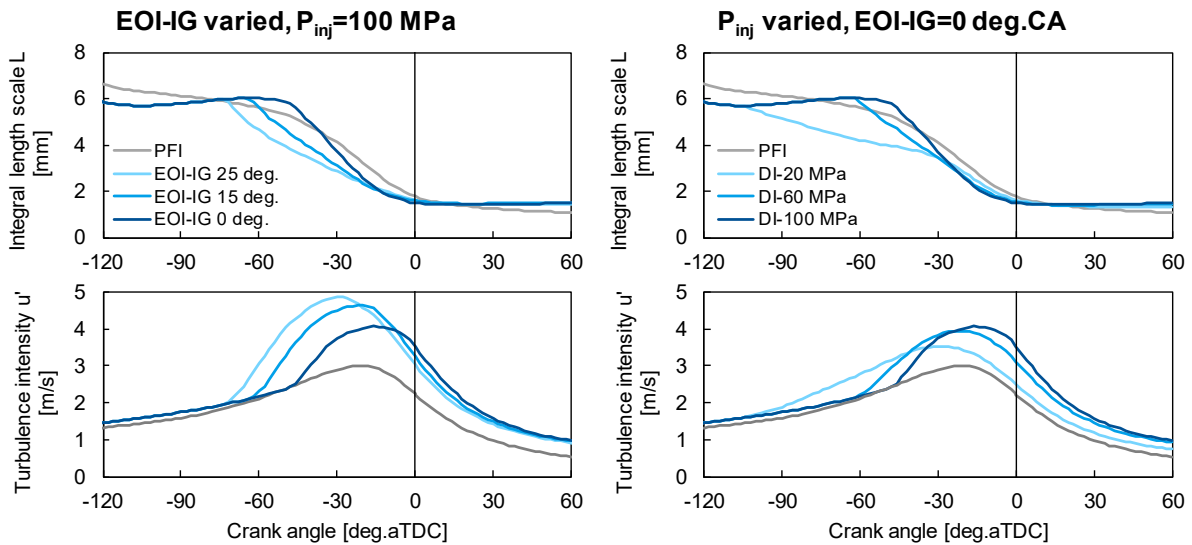 EOI-IG varied, Pinj=100 MPa
Integral length scale L
[mm]
8
6
4
2
0
PFI
EOI-IG 25 deg.
EOI-IG 15 deg.
EOI-IG 0 deg.
-120 -90 -60 -30 0 30 60
Turbulence intensity u'
[m/s]
5
4
3
2
1
0
-120 -90 -60 -30 0 30 60
Crank angle [deg.aTDC]
Pinj varied, EOI-IG=0 deg.CA
Integral length scale L
[mm]
8
6
4
2
0
PFI
DI-20 MPa
DI-60 MPa
DI-100 MPa
-120 -90 -60 -30 0 30 60
Turbulence intensity u'
[m/s]
5
4
3
2
1
0
-120 -90 -60 -30 0 30 60
Crank angle [deg.aTDC]